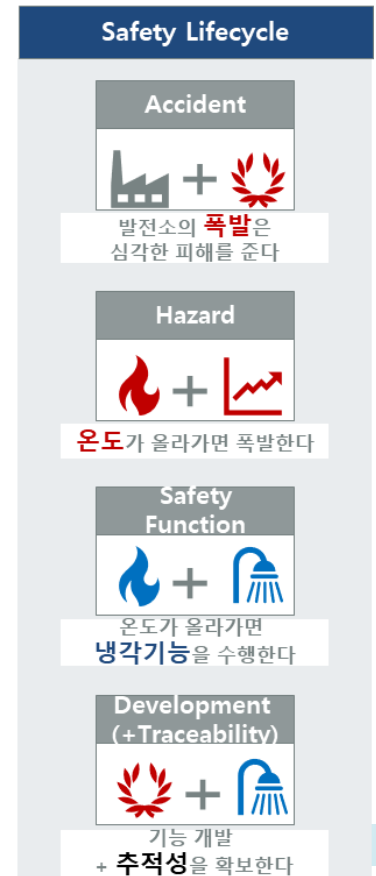 Safety Lifecycle
Accident
발전소의 폭발은
심각한 피해를 준다
Hazard
온도가 올라가면 폭발한다
Safety
Function
온도가 올라가면
냉각기능을 수행한다
Development
(+Traceability)
기능 개발
+ 추적성을 확보한다